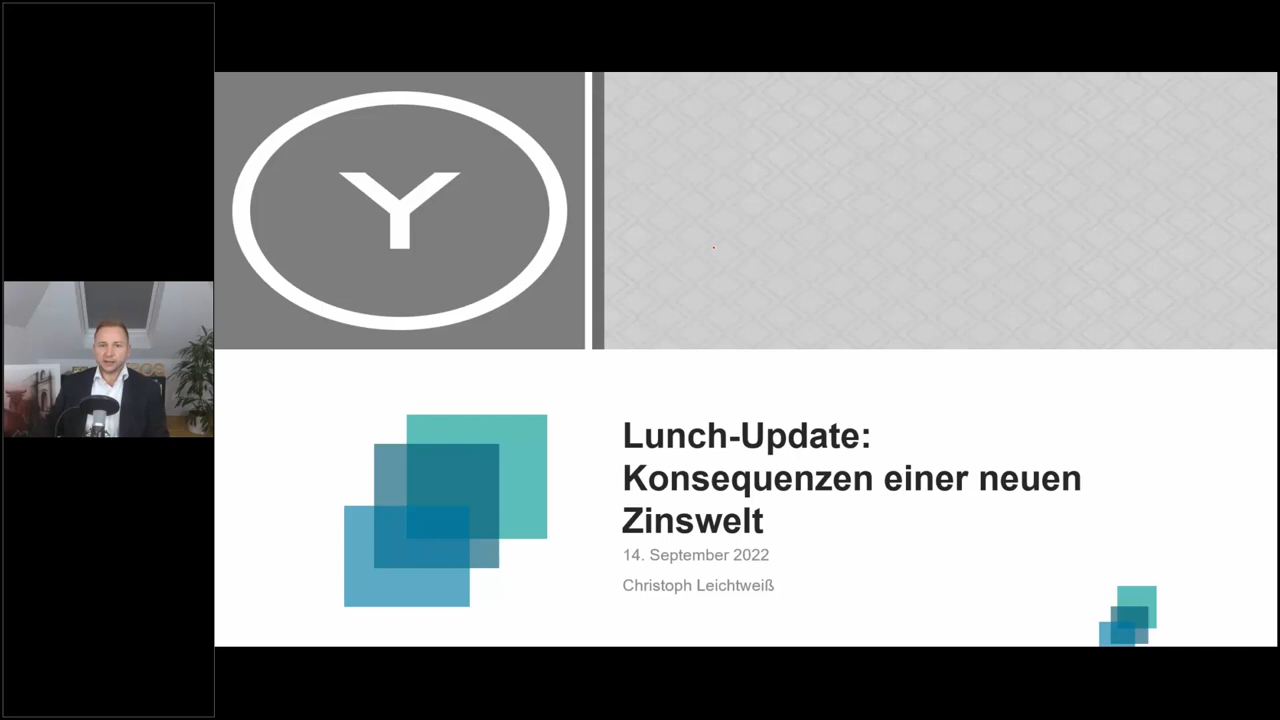 Y
Lunch-Update:
Konsequenzen einer neuen
Zinswelt
14. September 2022
Christoph Leichtweiß